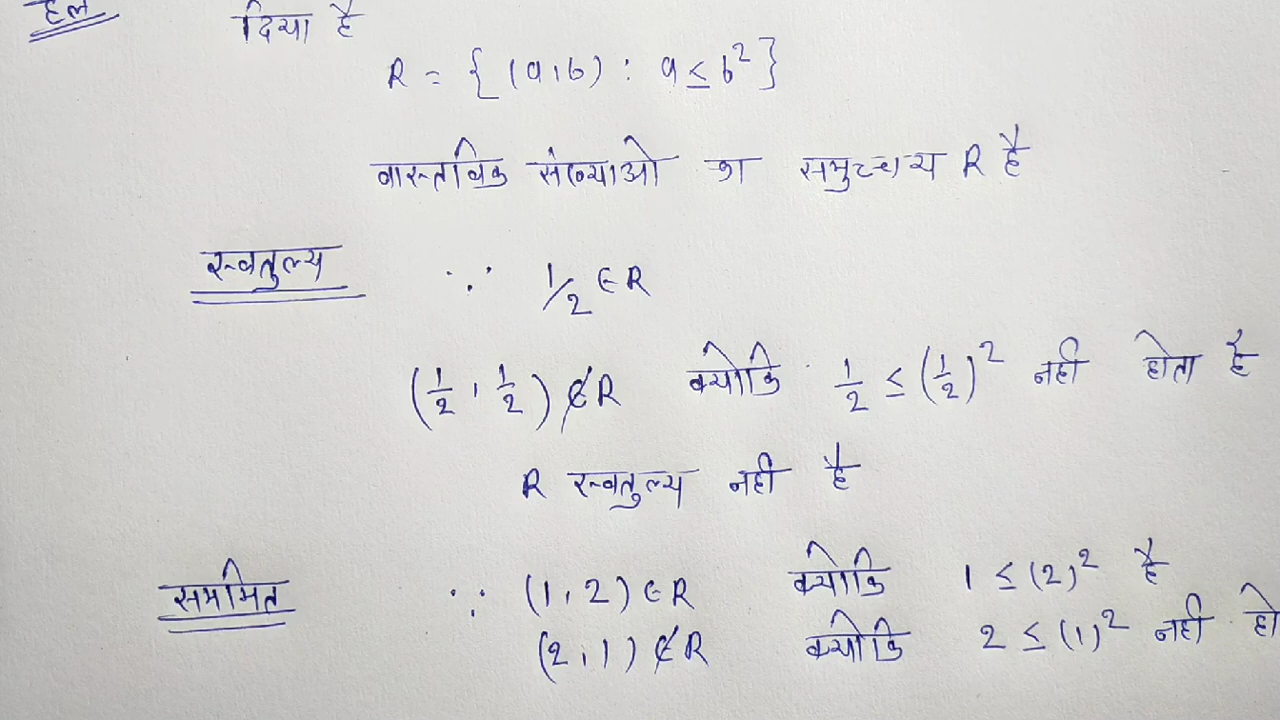 हल
दिया है
R = { (a, b) : a ≤ b² }
वास्तविक संख्याओ का समुच्चय R है
स्वतुल्य ∵ 1/2 ∈ R
(1/2, 1/2) ∉ R क्योकि 1/2 ≤ (1/2)² नही होता है
R स्वतुल्य नही है
सममित ∵ (1, 2) ∈ R क्योकि 1 ≤ (2)² है
(2, 1) ∉ R क्योकि 2 ≤ (1)² नही हो